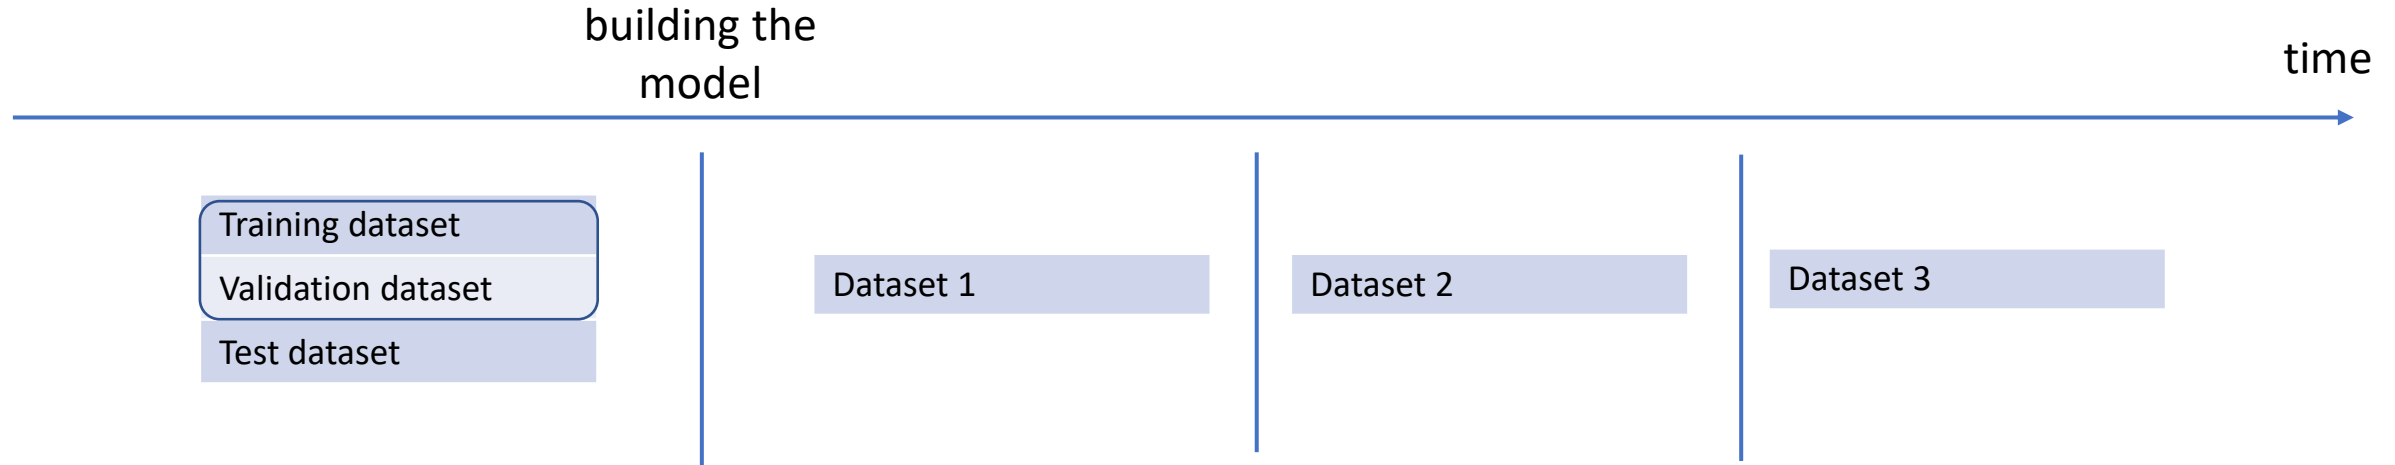 building the
model
time
Training dataset
Validation dataset
Test dataset
Dataset 1
Dataset 2
Dataset 3